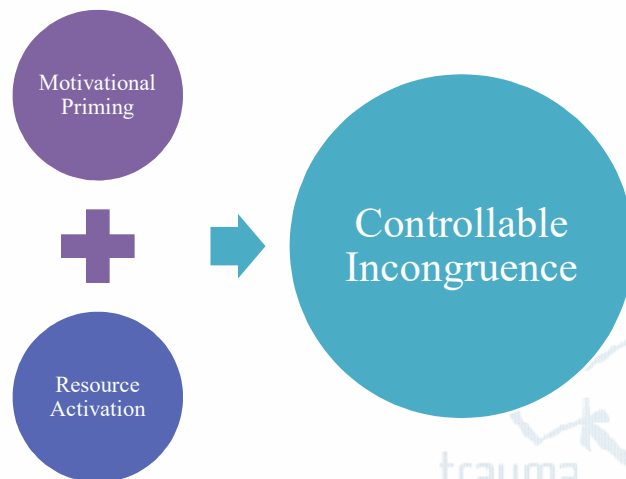 Motivational
Priming
Resource
Activation
Controllable
Incongruence
trauma